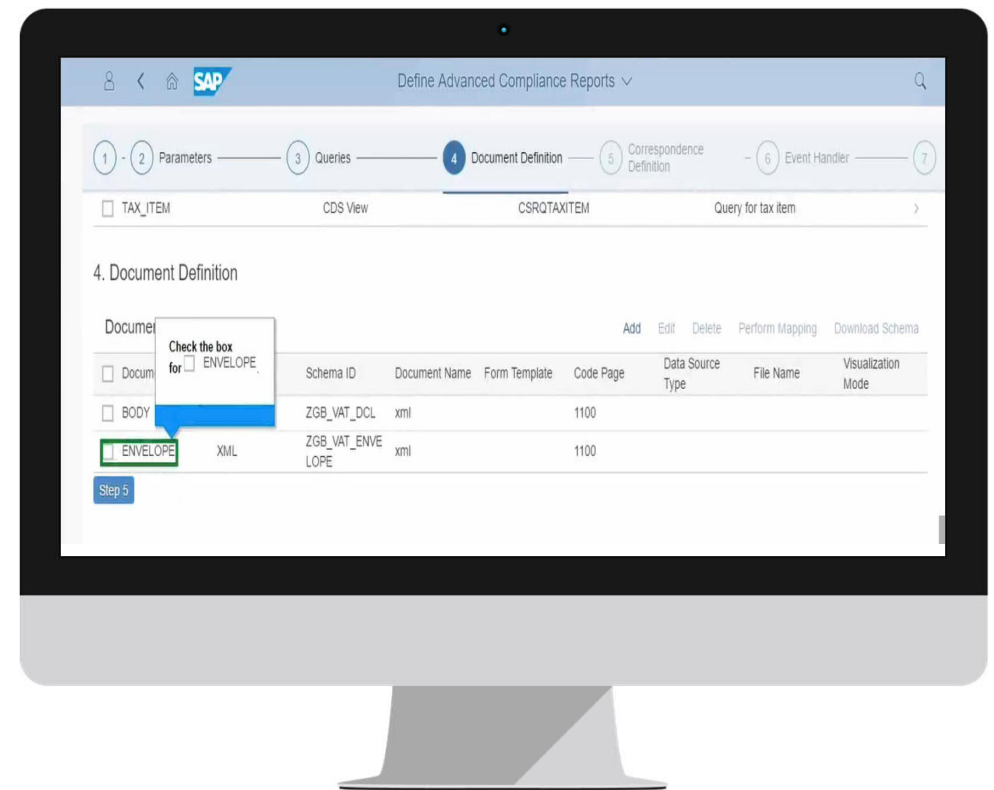 SAP
Define Advanced Compliance Reports
1 - 2 Parameters 3 Queries 4 Document Definition 5 Correspondence Definition - 6 Event Handler 7
TAX_ITEM CDS View CSRQTAXITEM Query for tax item
4. Document Definition
Docume Add Edit Delete Perform Mapping Download Schema
Check the box
for ENVELOPE.
Docum Schema ID Document Name Form Template Code Page Data Source Type File Name Visualization Mode
BODY ZGB_VAT_DCL xml 1100
ENVELOPE XML ZGB_VAT_ENVE
LOPE xml 1100
Step 5